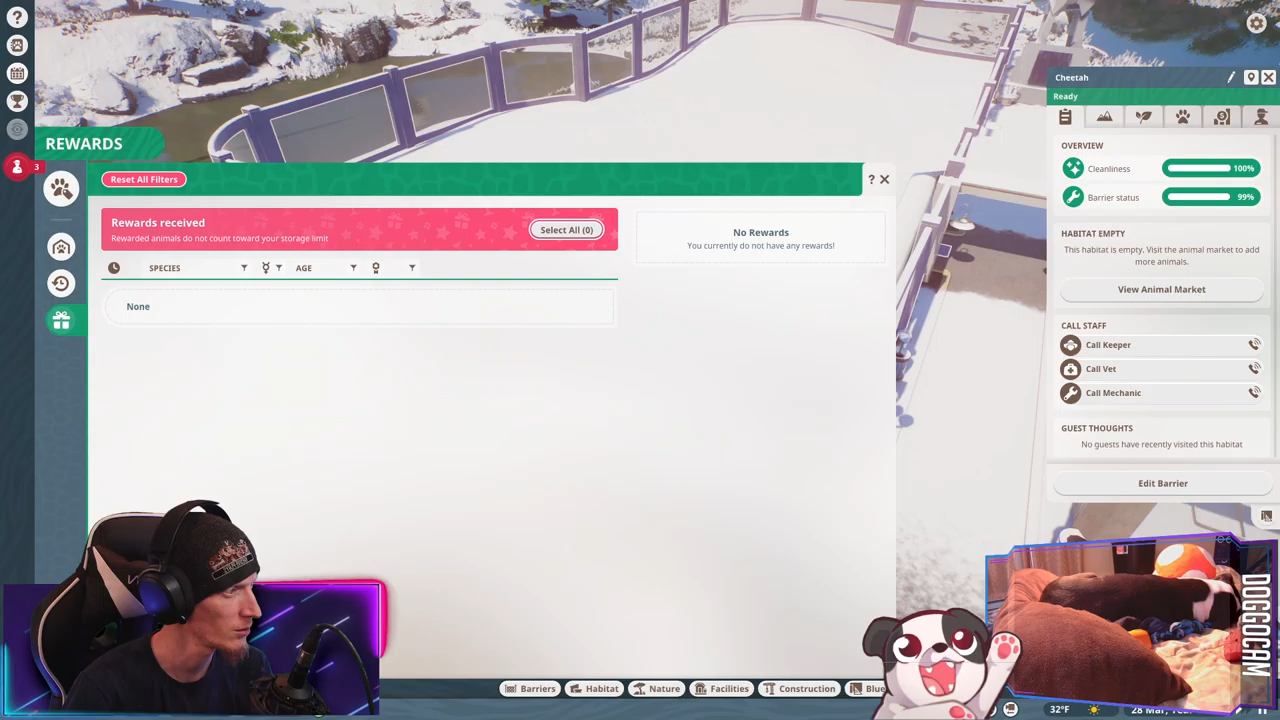 Cheetah
Ready
REWARDS
3
Reset All Filters
?
Rewards received
Rewarded animals do not count toward your storage limit
Select All (0)
No Rewards
You currently do not have any rewards!
SPECIES
AGE
None
OVERVIEW
Cleanliness
100%
Barrier status
99%
HABITAT EMPTY
This habitat is empty. Visit the animal market to add
more animals.
View Animal Market
CALL STAFF
Call Keeper
Call Vet
Call Mechanic
GUEST THOUGHTS
No guests have recently visited this habitat
Edit Barrier
DOGGOCAM
Barriers
Habitat
Nature
Facilities
Construction
Blue
32°F
28 Mar,